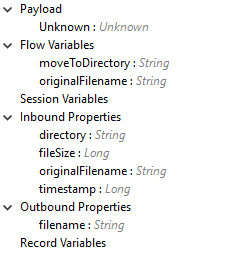 Payload
Unknown : Unknown
Flow Variables
moveToDirectory : String
originalFilename : String
Session Variables
Inbound Properties
directory : String
fileSize : Long
originalFilename : String
timestamp : Long
Outbound Properties
filename : String
Record Variables